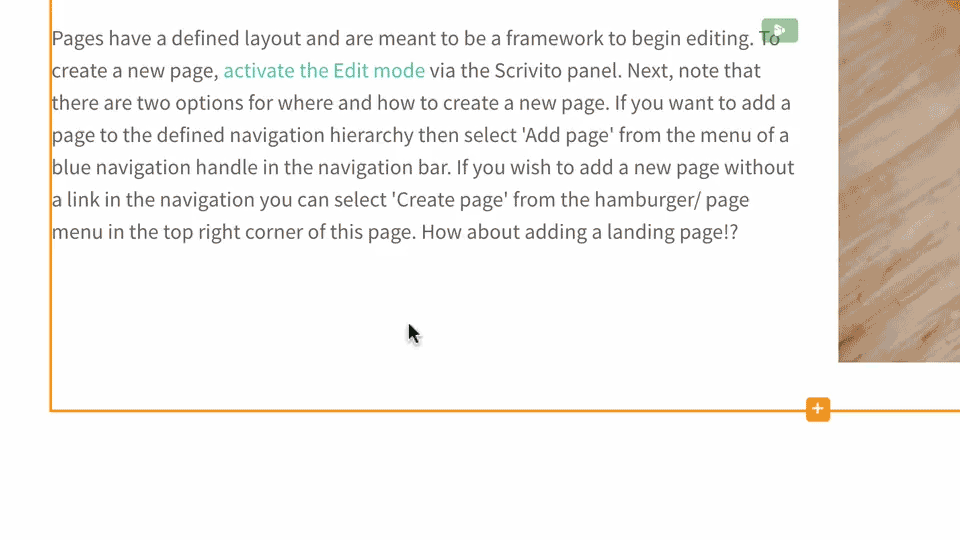 Pages have a defined layout and are meant to be a framework to begin editing. To
create a new page, activate the Edit mode via the Scrivito panel. Next, note that
there are two options for where and how to create a new page. If you want to add a
page to the defined navigation hierarchy then select 'Add page' from the menu of a
blue navigation handle in the navigation bar. If you wish to add a new page without
a link in the navigation you can select 'Create page' from the hamburger/ page
menu in the top right corner of this page. How about adding a landing page!?